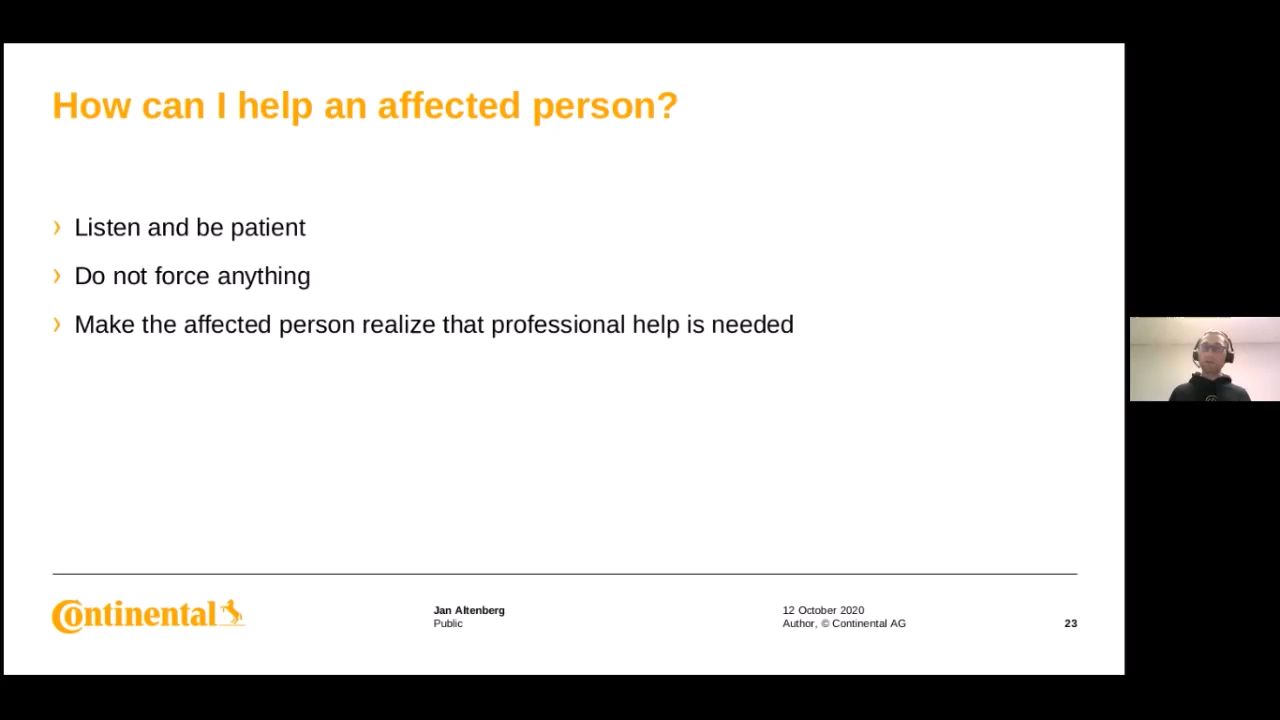 How can I help an affected person?
› Listen and be patient
› Do not force anything
› Make the affected person realize that professional help is needed
Continental
Jan Altenberg
Public
12 October 2020
Author, © Continental AG
23